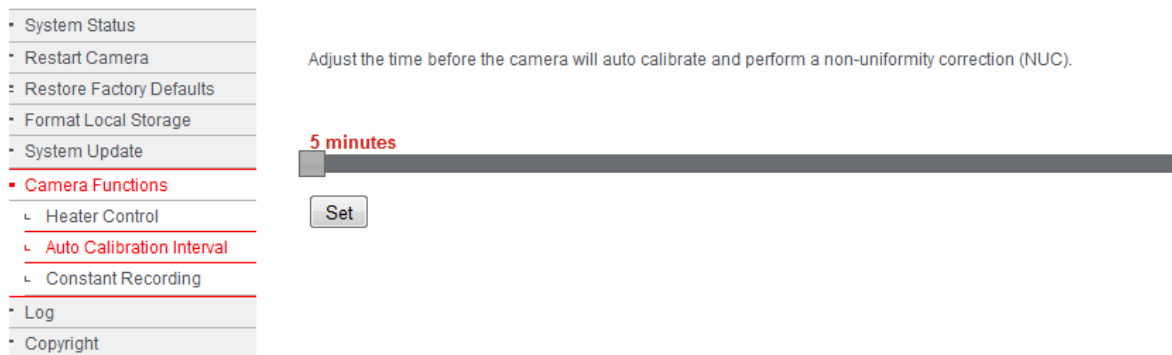 System Status
Restart Camera
Restore Factory Defaults
Format Local Storage
System Update
Camera Functions
Heater Control
Auto Calibration Interval
Constant Recording
Log
Copyright
Adjust the time before the camera will auto calibrate and perform a non-uniformity correction (NUC).
5 minutes
Set